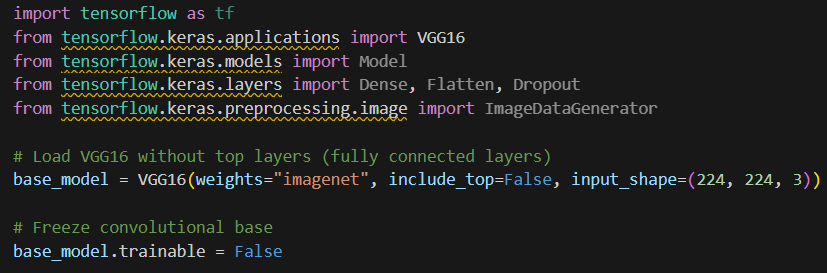 import tensorflow as tf
from tensorflow.keras.applications import VGG16
from tensorflow.keras.models import Model
from tensorflow.keras.layers import Dense, Flatten, Dropout
from tensorflow.keras.preprocessing.image import ImageDataGenerator
# Load VGG16 without top layers (fully connected layers)
base_model = VGG16(weights="imagenet", include_top=False, input_shape=(224, 224, 3))
# Freeze convolutional base
base_model.trainable = False